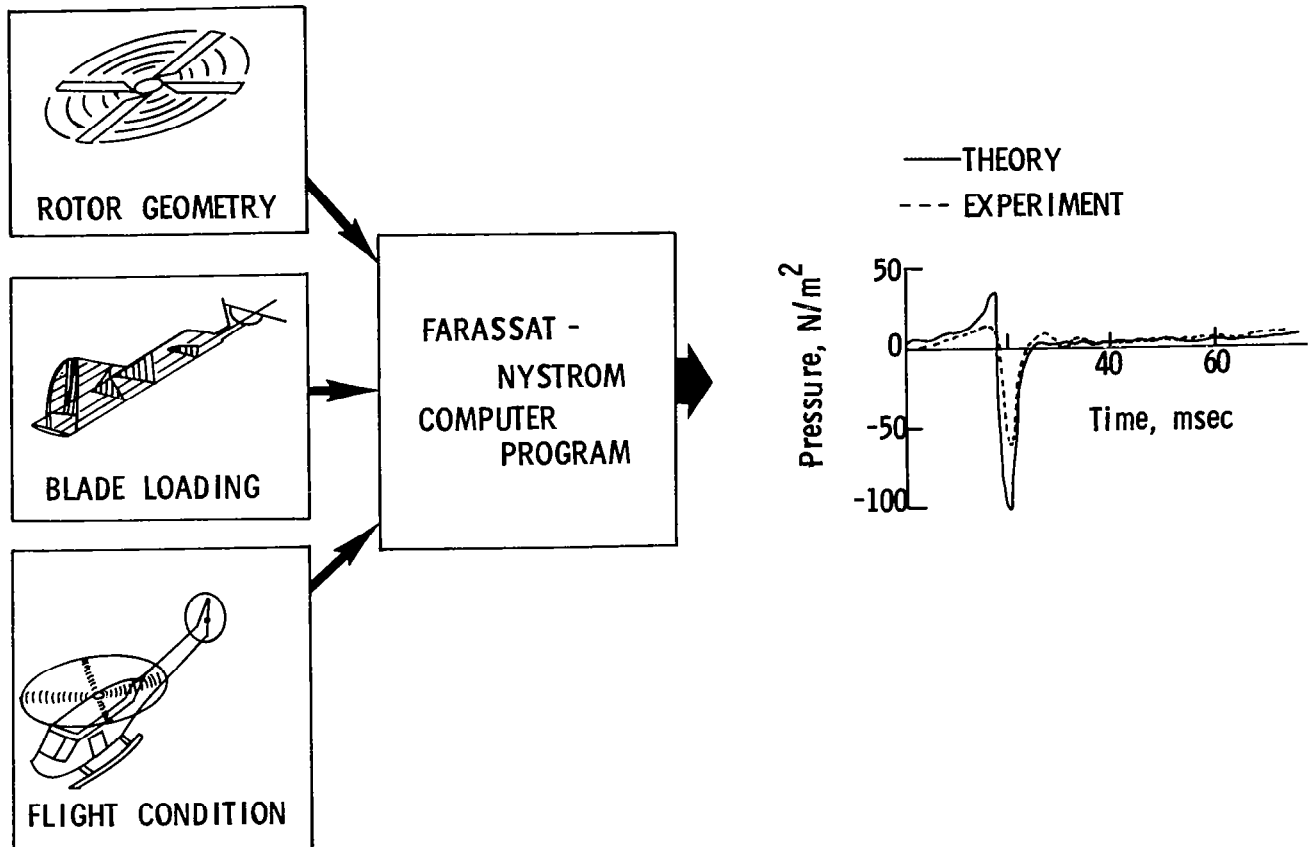 ROTOR GEOMETRY
BLADE LOADING
FLIGHT CONDITION
FARASSAT -
NYSTROM
COMPUTER
PROGRAM
THEORY
EXPERIMENT
Pressure, N/m²
50
0
-50
-100
40
60
Time, msec